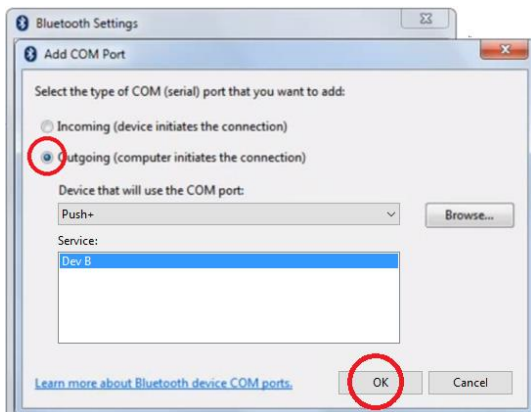 Bluetooth Settings
Add COM Port
Select the type of COM (serial) port that you want to add:
Incoming (device initiates the connection)
Outgoing (computer initiates the connection)
Device that will use the COM port:
Push+
Browse...
Service:
Dev B
Learn more about Bluetooth device COM ports.
OK
Cancel